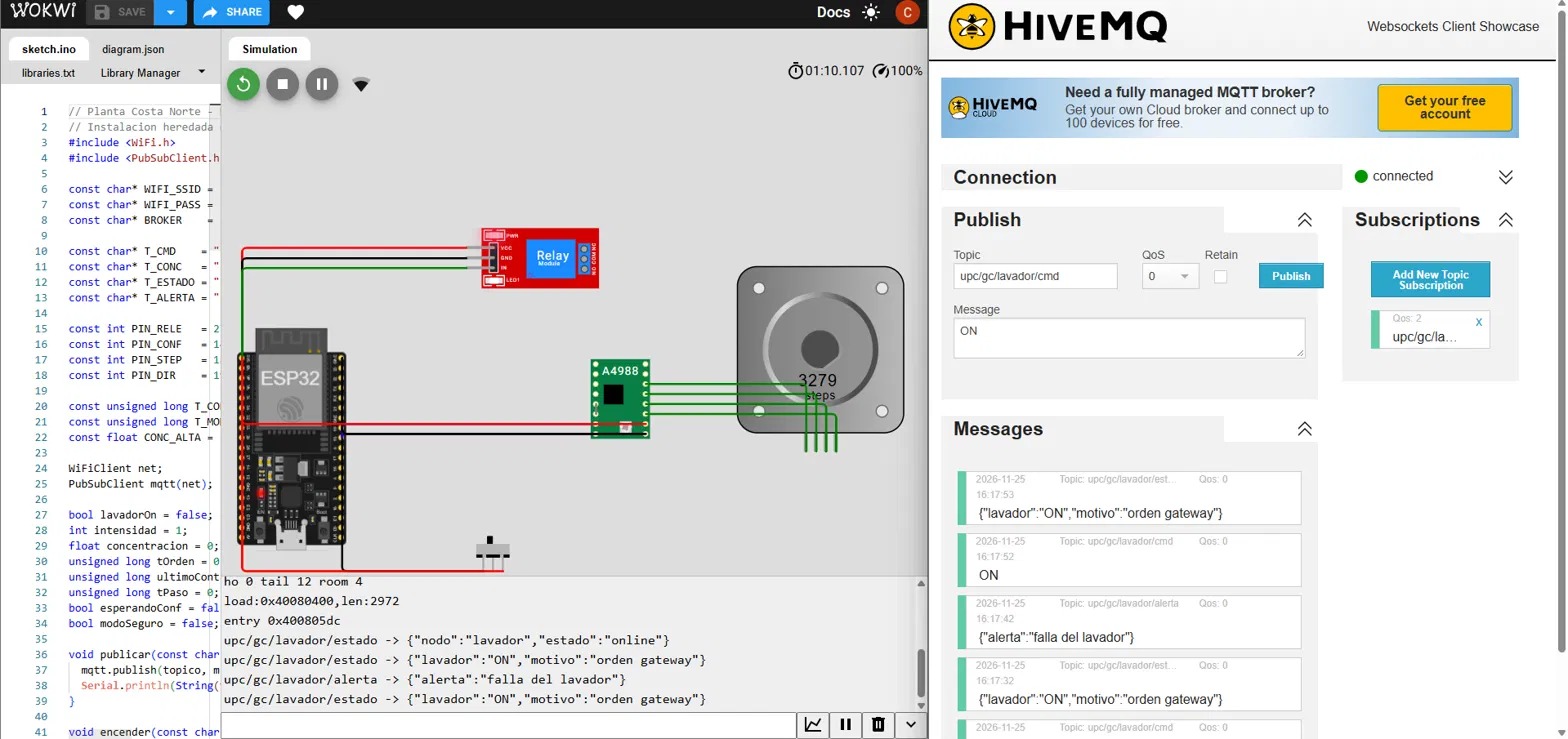 WOKWI
SAVE
SHARE
Docs
C
sketch.ino
diagram.json
libraries.txt
Library Manager
Simulation
01:10.107
100%
1 // Planta Costa Norte -
2 // Instalacion heredada
3 #include <WiFi.h>
4 #include <PubSubClient.h
5
6 const char* WIFI_SSID =
7 const char* WIFI_PASS =
8 const char* BROKER =
9
10 const char* T_CMD = "
11 const char* T_CONC = "
12 const char* T_ESTADO = "
13 const char* T_ALERTA = "
14
15 const int PIN_RELE = 2
16 const int PIN_CONF = 1
17 const int PIN_STEP = 1
18 const int PIN_DIR = 1
19
20 const unsigned long T_CO
21 const unsigned long T_MO
22 const float CONC_ALTA =
23
24 WiFiClient net;
25 PubSubClient mqtt(net);
26
27 bool lavadorOn = false;
28 int intensidad = 1;
29 float concentracion = 0;
30 unsigned long tOrden = 0
31 unsigned long ultimoCont
32 unsigned long tPaso = 0;
33 bool esperandoConf = fal
34 bool modoSeguro = false;
35
36 void publicar(const char
37 mqtt.publish(topico, m
38 Serial.println(String(
39 }
40
41 void encender(const char
PWR
VCC
GND
IN
LED1
Relay
Module
NO COM NC
ESP32
A4988
3279
steps
ho 0 tail 12 room 4
load:0x40080400,len:2972
entry 0x400805dc
upc/gc/lavador/estado -> {"nodo":"lavador","estado":"online"}
upc/gc/lavador/estado -> {"lavador":"ON","motivo":"orden gateway"}
upc/gc/lavador/alerta -> {"alerta":"falla del lavador"}
upc/gc/lavador/estado -> {"lavador":"ON","motivo":"orden gateway"}
HIVEMQ
Websockets Client Showcase
HIVEMQ
CLOUD
Need a fully managed MQTT broker?
Get your own Cloud broker and connect up to
100 devices for free.
Get your free
account
Connection
connected
Publish
Topic
QoS
Retain
upc/gc/lavador/cmd
0
Publish
Message
ON
Subscriptions
Add New Topic
Subscription
Qos: 2
x
upc/gc/la…
Messages
2026-11-25 Topic: upc/gc/lavador/est… Qos: 0
16:17:53
{"lavador":"ON","motivo":"orden gateway"}
2026-11-25 Topic: upc/gc/lavador/cmd Qos: 0
16:17:52
ON
2026-11-25 Topic: upc/gc/lavador/alerta Qos: 0
16:17:42
{"alerta":"falla del lavador"}
2026-11-25 Topic: upc/gc/lavador/est… Qos: 0
16:17:32
{"lavador":"ON","motivo":"orden gateway"}
2026-11-25 Topic: upc/gc/lavador/cmd Qos: 0